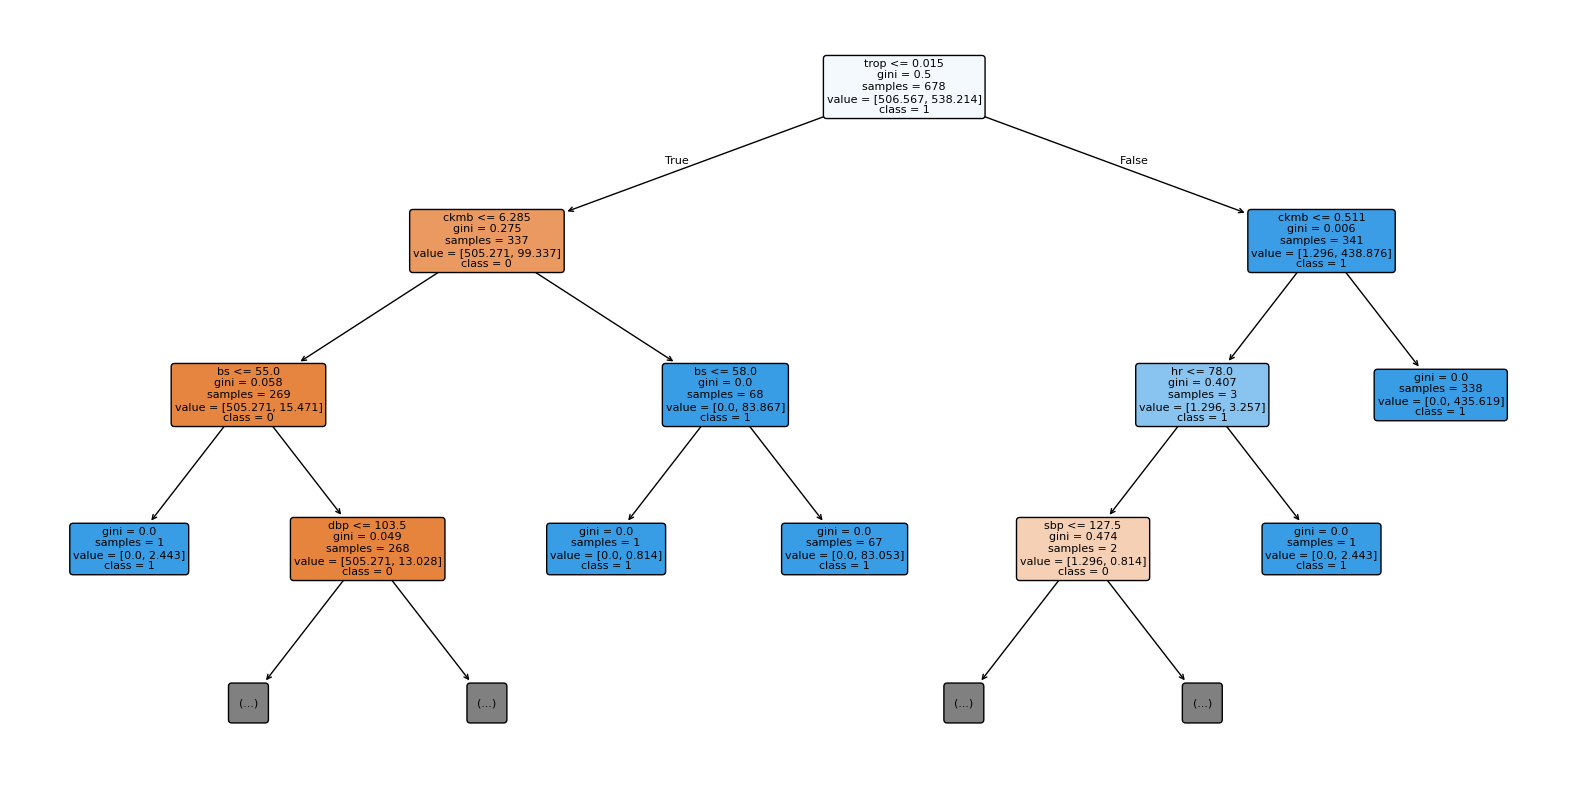 trop <= 0.015
gini = 0.5
samples = 678
value = [506.567, 538.214]
class = 1
True
False
ckmb <= 6.285
gini = 0.275
samples = 337
value = [505.271, 99.337]
class = 0
ckmb <= 0.511
gini = 0.006
samples = 341
value = [1.296, 438.876]
class = 1
bs <= 55.0
gini = 0.058
samples = 269
value = [505.271, 15.471]
class = 0
bs <= 58.0
gini = 0.0
samples = 68
value = [0.0, 83.867]
class = 1
hr <= 78.0
gini = 0.407
samples = 3
value = [1.296, 3.257]
class = 1
gini = 0.0
samples = 338
value = [0.0, 435.619]
class = 1
gini = 0.0
samples = 1
value = [0.0, 2.443]
class = 1
dbp <= 103.5
gini = 0.049
samples = 268
value = [505.271, 13.028]
class = 0
gini = 0.0
samples = 1
value = [0.0, 0.814]
class = 1
gini = 0.0
samples = 67
value = [0.0, 83.053]
class = 1
sbp <= 127.5
gini = 0.474
samples = 2
value = [1.296, 0.814]
class = 0
gini = 0.0
samples = 1
value = [0.0, 2.443]
class = 1
(...)
(...)
(...)
(...)